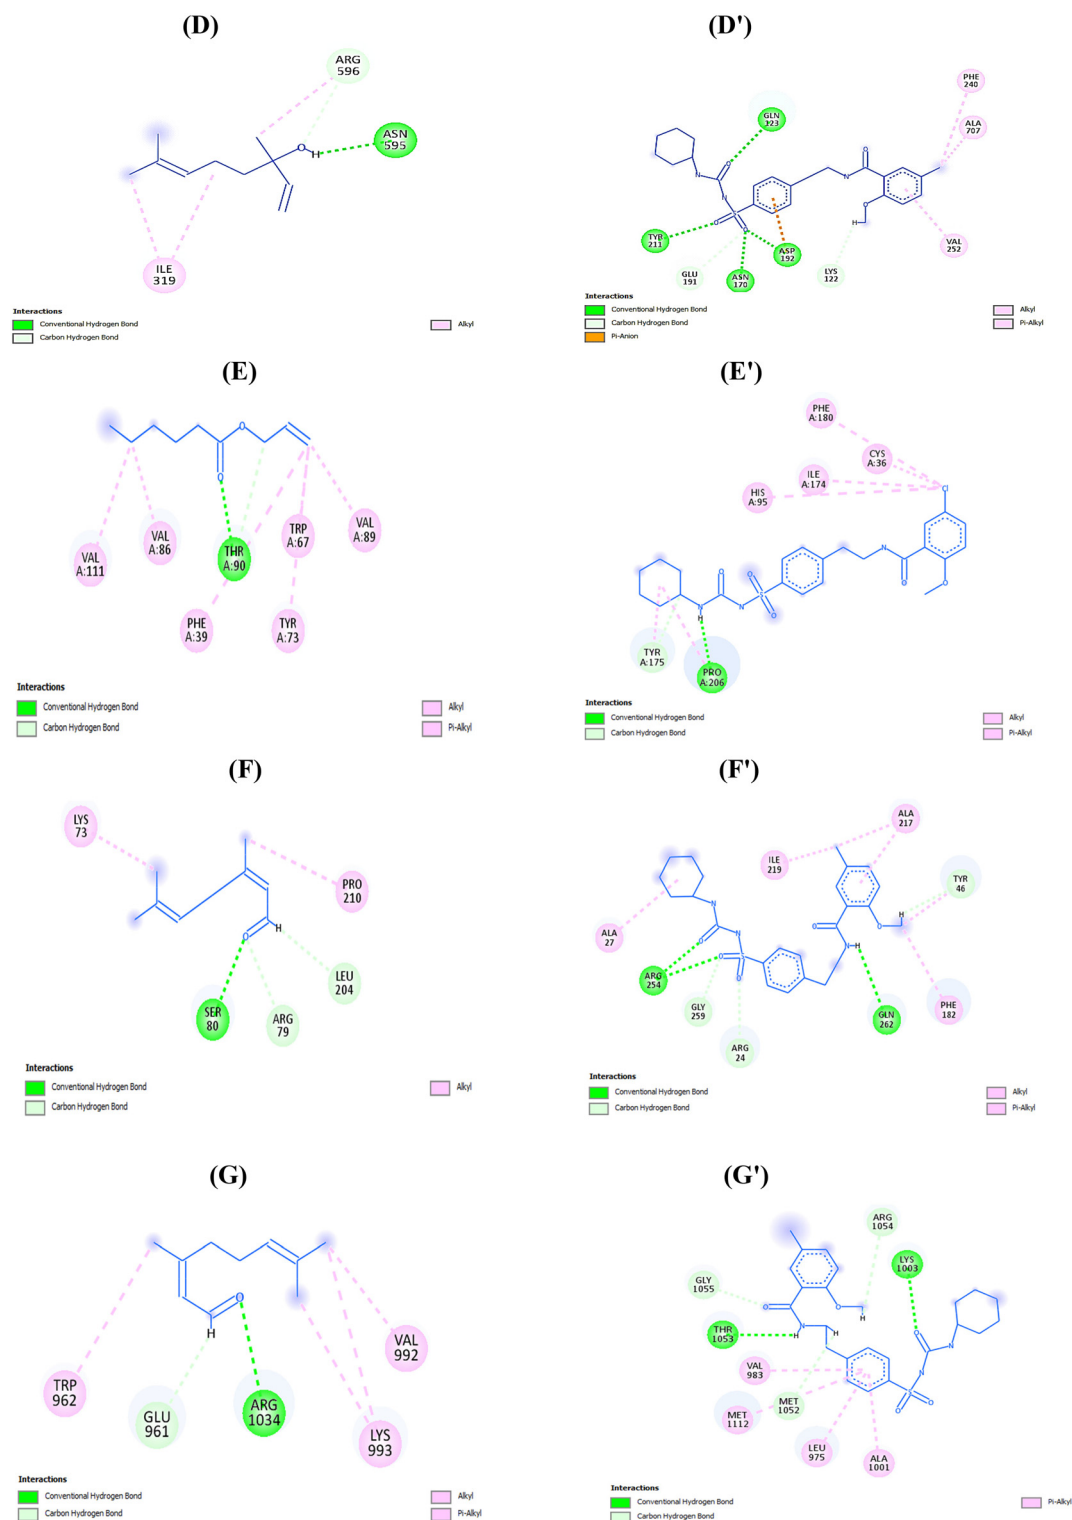 (D)
ARG
596
ASN
595
O
H
ILE
319
Interactions
Conventional Hydrogen Bond
Carbon Hydrogen Bond
Alkyl
(D')
PHE
240
GLN
123
ALA
707
O
O
N
N
N
O
H
S
O
O
TYR
211
GLU
191
ASN
170
ASP
192
LYS
122
VAL
252
Interactions
Conventional Hydrogen Bond
Carbon Hydrogen Bond
Pi-Anion
Alkyl
Pi-Alkyl
(E)
O
O
VAL
A:111
VAL
A:86
THR
A:90
TRP
A:67
VAL
A:89
PHE
A:39
TYR
A:73
Interactions
Conventional Hydrogen Bond
Carbon Hydrogen Bond
Alkyl
Pi-Alkyl
(E')
PHE
A:180
CYS
A:36
ILE
A:174
HIS
A:95
Cl
N
O
O
O
O
S
O
N
H
N
TYR
A:175
PRO
A:206
Interactions
Conventional Hydrogen Bond
Carbon Hydrogen Bond
Alkyl
Pi-Alkyl
(F)
LYS
73
PRO
210
H
O
LEU
204
SER
80
ARG
79
Interactions
Conventional Hydrogen Bond
Carbon Hydrogen Bond
Alkyl
(F')
ALA
217
ILE
219
TYR
46
N
H
O
O
N
H
N
O
O
S
O
ALA
27
ARG
254
GLY
259
ARG
24
GLN
262
PHE
182
Interactions
Conventional Hydrogen Bond
Carbon Hydrogen Bond
Alkyl
Pi-Alkyl
(G)
O
H
TRP
962
GLU
961
ARG
1034
VAL
992
LYS
993
Interactions
Conventional Hydrogen Bond
Carbon Hydrogen Bond
Alkyl
Pi-Alkyl
(G')
ARG
1054
LYS
1003
GLY
1055
O
O
H
THR
1053
H
N
H
O
N
N
S
O
O
VAL
983
MET
1052
MET
1112
LEU
975
ALA
1001
Interactions
Conventional Hydrogen Bond
Carbon Hydrogen Bond
Pi-Alkyl